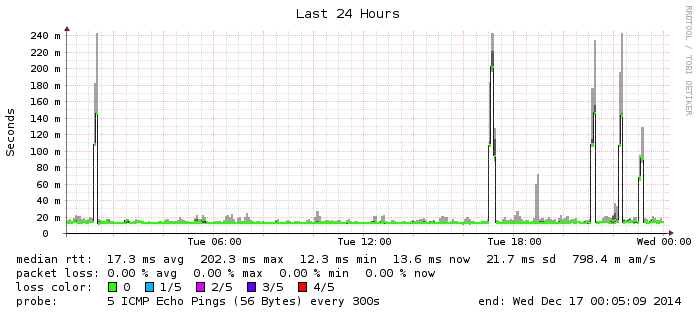 Last 24 Hours
RRDTOOL / TOBI OETIKER
Seconds
240 m
220 m
200 m
180 m
160 m
140 m
120 m
100 m
80 m
60 m
40 m
20 m
0
Tue 06:00 Tue 12:00 Tue 18:00 Wed 00:00
median rtt: 17.3 ms avg 202.3 ms max 12.3 ms min 13.6 ms now 21.7 ms sd 798.4 m am/s
packet loss: 0.00 % avg 0.00 % max 0.00 % min 0.00 % now
loss color: 0 1/5 2/5 3/5 4/5
probe: 5 ICMP Echo Pings (56 Bytes) every 300s end: Wed Dec 17 00:05:09 2014